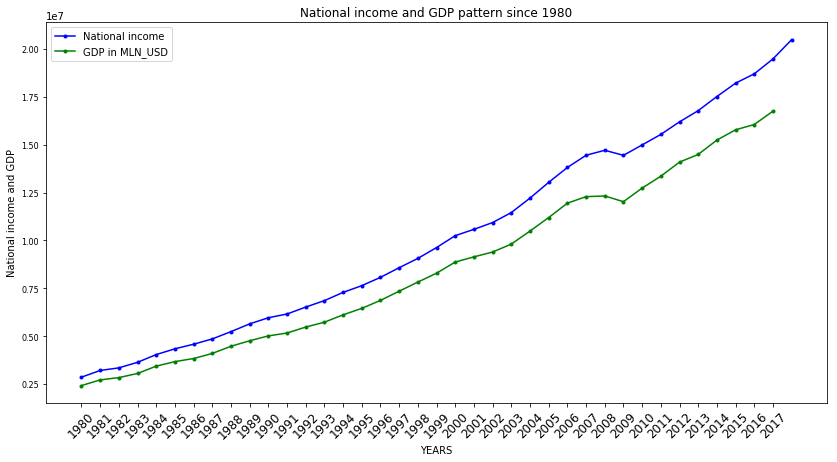 National income and GDP pattern since 1980
1e7
National income
GDP in MLN_USD
2.00
1.75
1.50
1.25
1.00
0.75
0.50
0.25
National income and GDP
1980 1981 1982 1983 1984 1985 1986 1987 1988 1989 1990 1991 1992 1993 1994 1995 1996 1997 1998 1999 2000 2001 2002 2003 2004 2005 2006 2007 2008 2009 2010 2011 2012 2013 2014 2015 2016 2017
YEARS